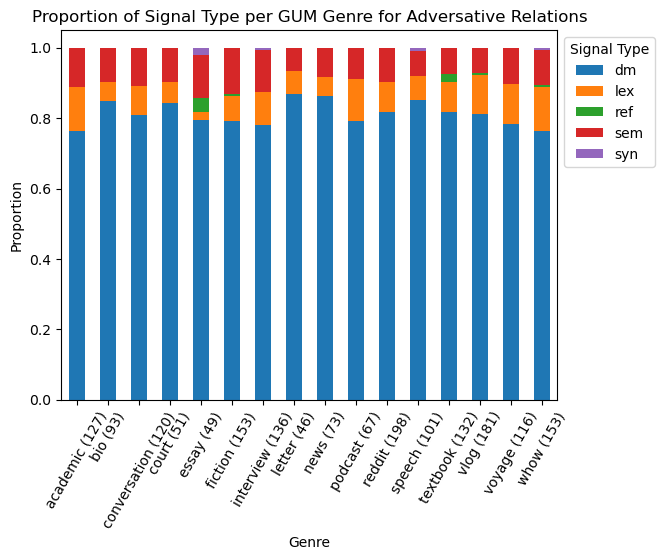 Proportion of Signal Type per GUM Genre for Adversative Relations
Signal Type
dm
lex
ref
sem
syn
Proportion
1.0
0.8
0.6
0.4
0.2
0.0
academic (127)
bio (93)
conversation (120)
court (51)
essay (49)
fiction (153)
interview (136)
letter (46)
news (73)
podcast (67)
reddit (198)
speech (101)
textbook (132)
vlog (181)
voyage (116)
whow (153)
Genre